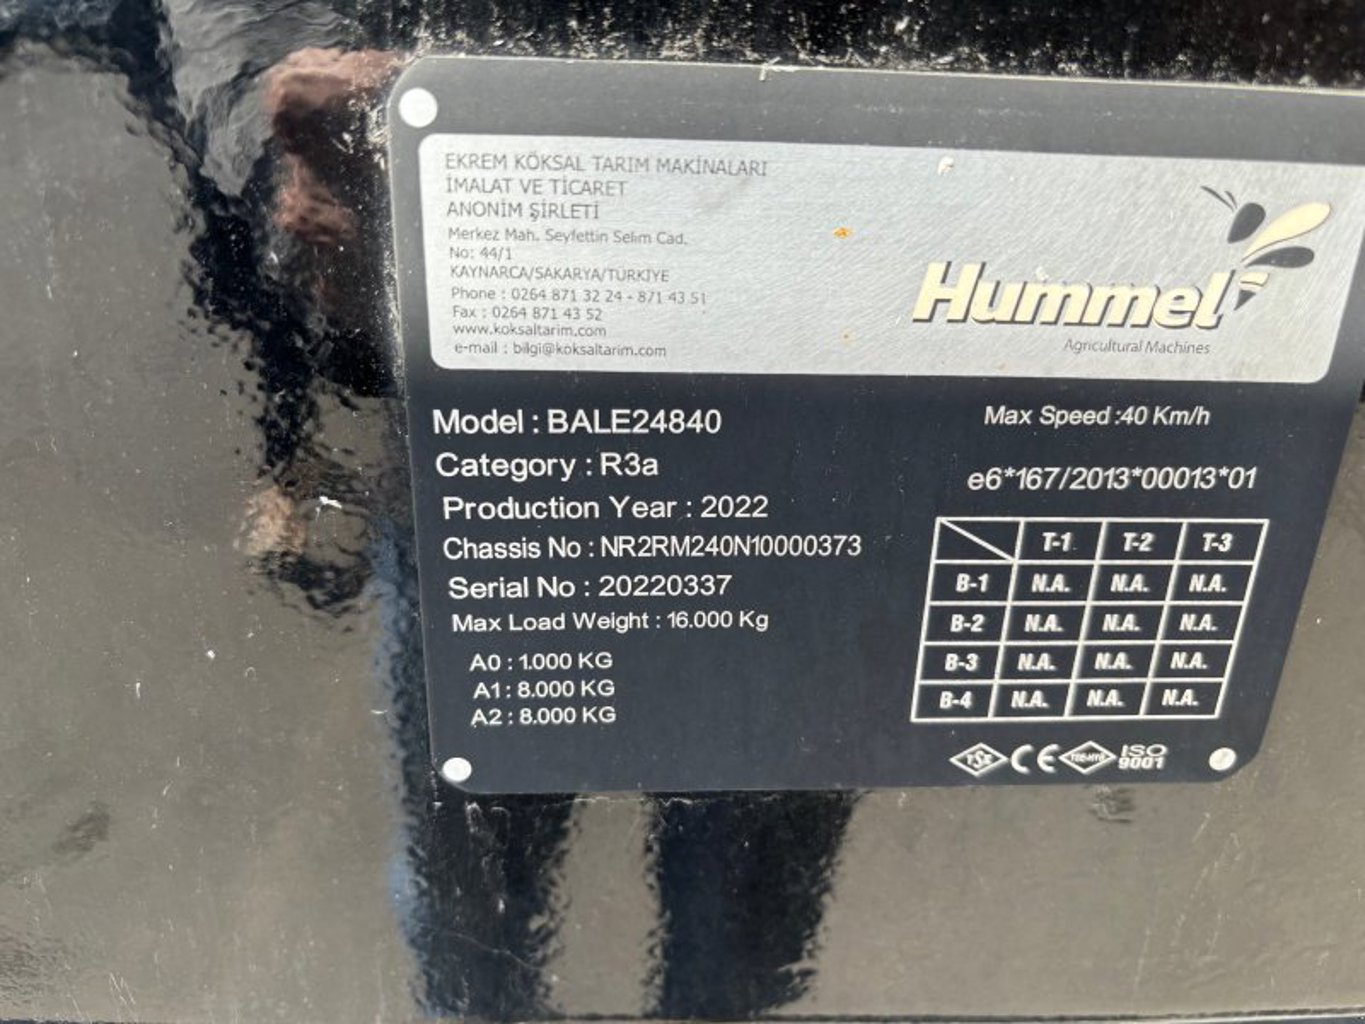 EKREM KÖKSAL TARIM MAKİNALARI
İMALAT VE TİCARET
ANONİM ŞİRLETİ
Merkez Mah. Seyfettin Selim Cad.
No: 44/1
KAYNARCA/SAKARYA/TÜRKİYE
Phone : 0264 871 32 24 - 871 43 51
Fax : 0264 871 43 52
www.koksaltarim.com
e-mail : bilgi@koksaltarim.com
Hummel
Agricultural Machines
Model : BALE24840
Category : R3a
Production Year : 2022
Chassis No : NR2RM240N10000373
Serial No : 20220337
Max Load Weight : 16.000 Kg
A0 : 1.000 KG
A1 : 8.000 KG
A2 : 8.000 KG
Max Speed :40 Km/h
e6*167/2013*00013*01
T-1 T-2 T-3
B-1 N.A. N.A. N.A.
B-2 N.A. N.A. N.A.
B-3 N.A. N.A. N.A.
B-4 N.A. N.A. N.A.
TSE CE ISO
9001